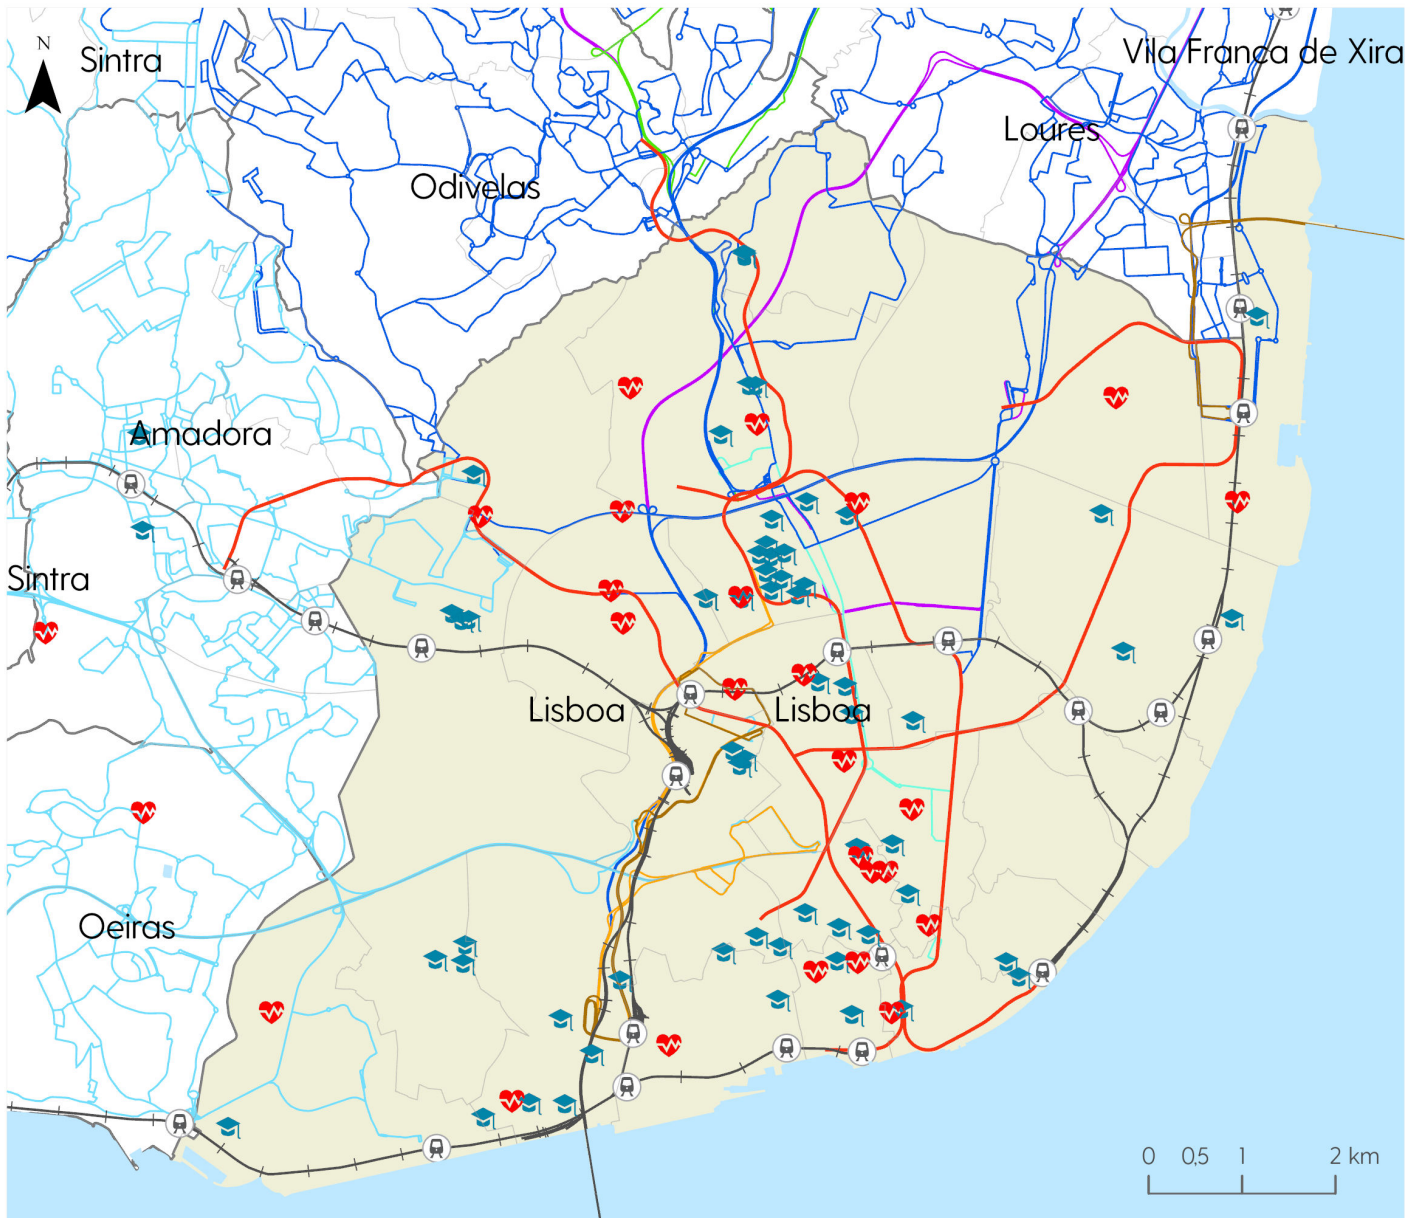 N
Sintra
Vila Franca de Xira
Loures
Odivelas
Amadora
Sintra
Lisboa
Lisboa
Oeiras
0 0,5 1 2 km